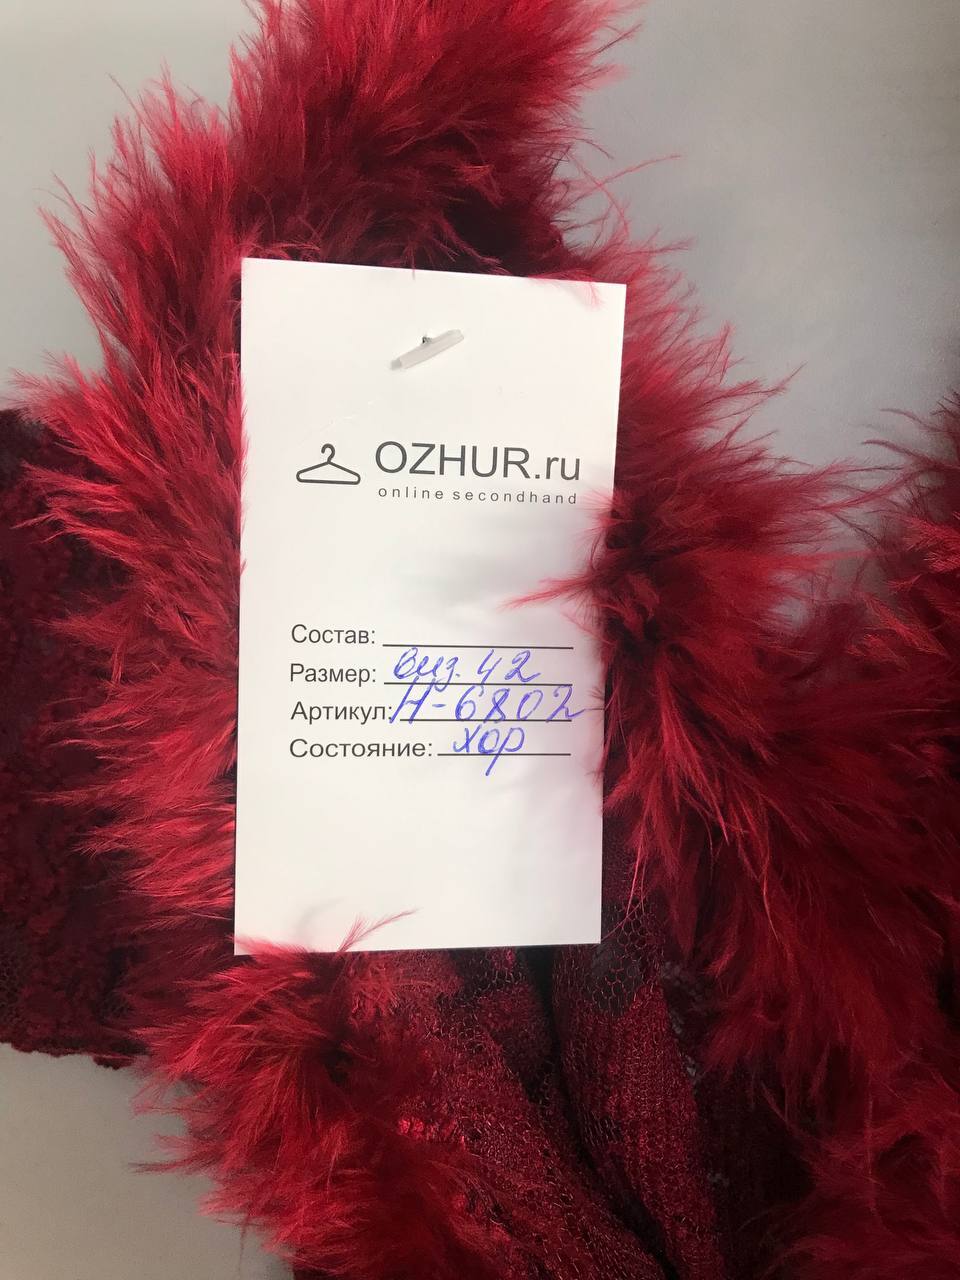 OZHUR.ru
online secondhand
Состав:
Размер: виз. 42
Артикул: Н-6802
Состояние: хор